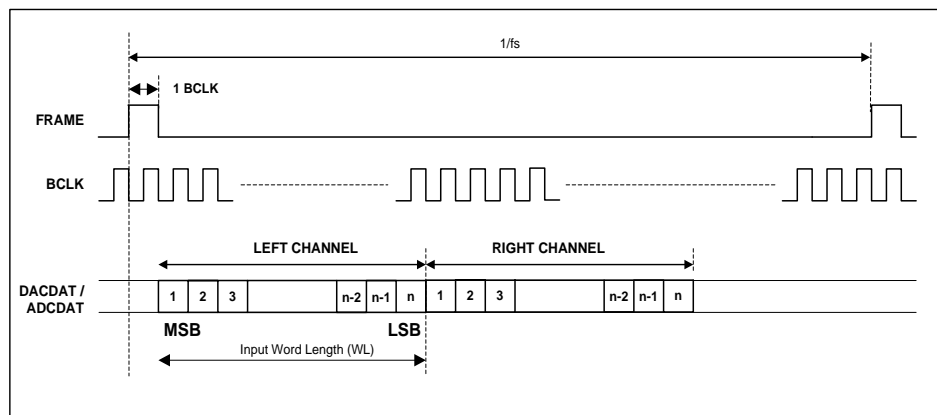 1/fs
1 BCLK
FRAME
BCLK
LEFT CHANNEL RIGHT CHANNEL
DACDAT /
ADCDAT
1 2 3 n-2 n-1 n 1 2 3 n-2 n-1 n
MSB LSB
Input Word Length (WL)